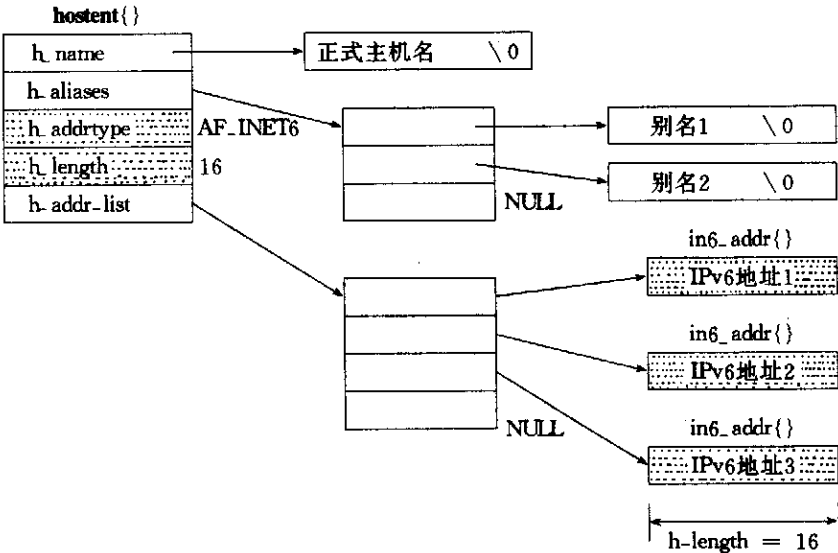 hostent{}
h_name
正式主机名 \0
h_aliases
h_addrtype AF_INET6
别名1 \0
h_length 16
别名2 \0
h_addr_list
NULL
in6_addr{}
IPv6地址1
in6_addr{}
IPv6地址2
NULL
in6_addr{}
IPv6地址3
h-length = 16